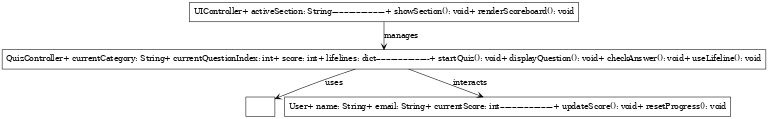 UIController+ activeSection: String-------------------+ showSection(): void+ renderScoreboard(): void
manages
QuizController+ currentCategory: String+ currentQuestionIndex: int+ score: int+ lifelines: dict-------------------+ startQuiz(): void+ displayQuestion(): void+ checkAnswer(): void+ useLifeline(): void
uses
interacts
User+ name: String+ email: String+ currentScore: int-------------------+ updateScore(): void+ resetProgress(): void